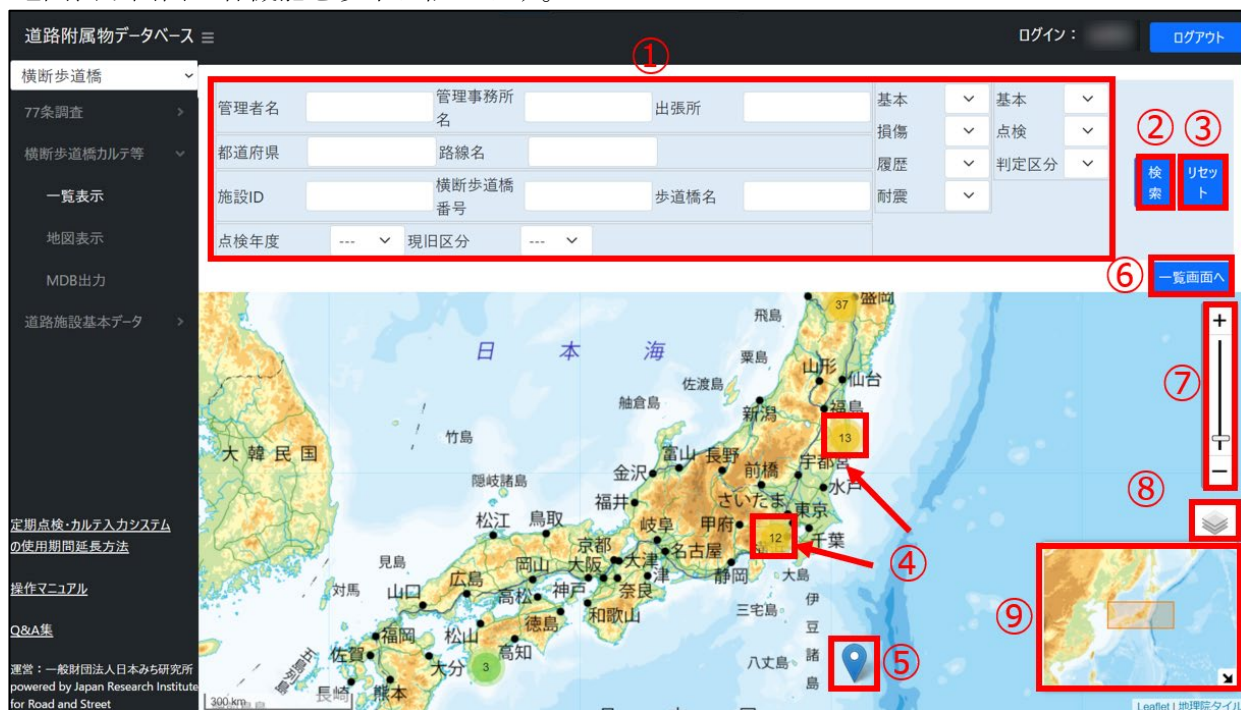 道路附属物データベース
ログイン：
ログアウト
①
横断歩道橋
77条調査
横断歩道橋カルテ等
一覧表示
地図表示
MDB出力
道路施設基本データ
定期点検・カルテ入力システム
の使用期間延長方法
操作マニュアル
Q&A集
運営：一般財団法人日本みち研究所
powered by Japan Research Institute
for Road and Street
管理者名
管理事務所
名
出張所
都道府県
路線名
施設ID
横断歩道橋
番号
歩道橋名
点検年度
---
現旧区分
---
基本
基本
損傷
点検
履歴
判定区分
耐震
② ③
検
索
リセッ
ト
⑥
一覧画面へ
37
盛岡
飛島
日本海
粟島
山形
仙台
佐渡島
舳倉島
新潟
福島
⑦
+
−
竹島
13
大韓民国
富山
長野
前橋
宇都宮
金沢
水戸
隠岐諸島
福井
さいたま
東京
⑧
松江
鳥取
岐阜
甲府
12
千葉
京都
大津
名古屋
④
見島
岡山
大阪
津
静岡
大島
対馬
山口
広島
高松
神戸
奈良
三宅島
伊
豆
諸
島
⑨
和歌山
徳島
福岡
松山
高知
佐賀
大分
3
八丈島
⑤
五島列島
長崎
熊本
300 km
Leaflet | 地理院タイル